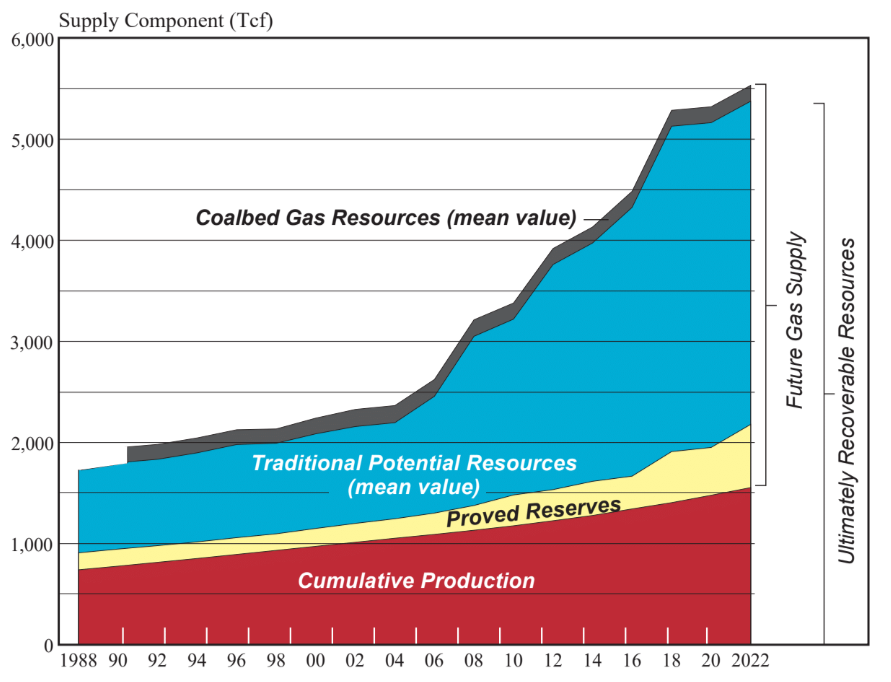 Supply Component (Tcf)
6,000
5,000
4,000
3,000
2,000
1,000
0
Coalbed Gas Resources (mean value)
Traditional Potential Resources
(mean value)
Proved Reserves
Cumulative Production
Future Gas Supply
Ultimately Recoverable Resources
1988 90 92 94 96 98 00 02 04 06 08 10 12 14 16 18 20 2022